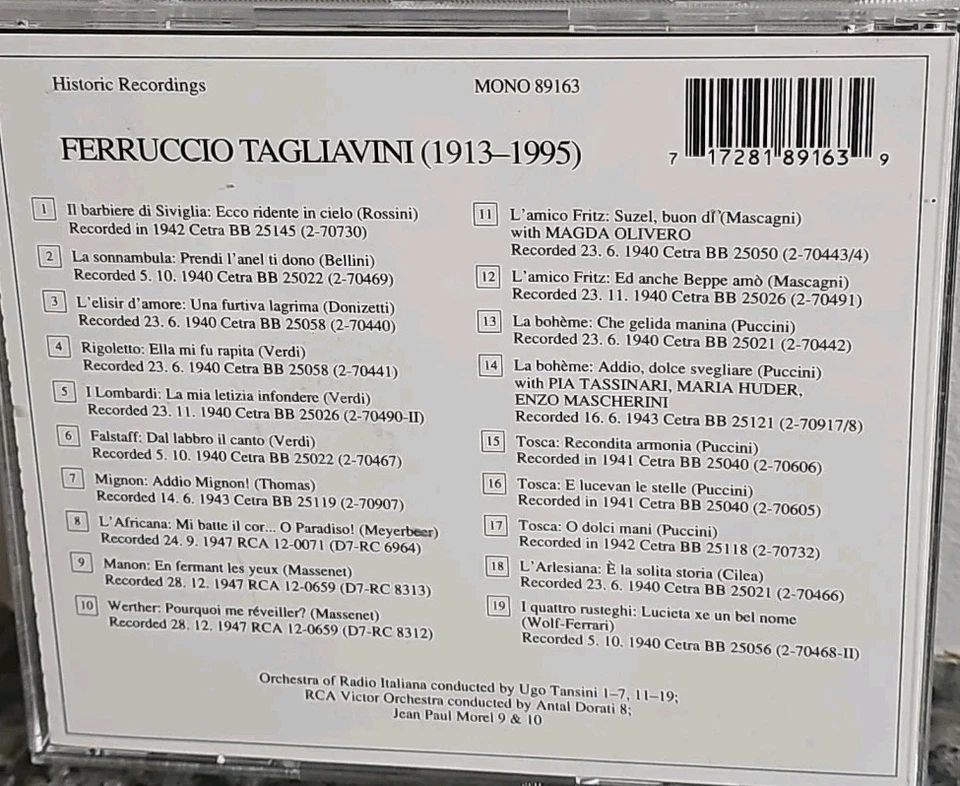 Historic Recordings
MONO 89163
7 17281 89163 9
FERRUCCIO TAGLIAVINI (1913–1995)
1 Il barbiere di Siviglia: Ecco ridente in cielo (Rossini)
Recorded in 1942 Cetra BB 25145 (2-70730)
2 La sonnambula: Prendi l'anel ti dono (Bellini)
Recorded 5. 10. 1940 Cetra BB 25022 (2-70469)
3 L'elisir d'amore: Una furtiva lagrima (Donizetti)
Recorded 23. 6. 1940 Cetra BB 25058 (2-70440)
4 Rigoletto: Ella mi fu rapita (Verdi)
Recorded 23. 6. 1940 Cetra BB 25058 (2-70441)
5 I Lombardi: La mia letizia infondere (Verdi)
Recorded 23. 11. 1940 Cetra BB 25026 (2-70490-II)
6 Falstaff: Dal labbro il canto (Verdi)
Recorded 5. 10. 1940 Cetra BB 25022 (2-70467)
7 Mignon: Addio Mignon! (Thomas)
Recorded 14. 6. 1943 Cetra BB 25119 (2-70907)
8 L'Africana: Mi batte il cor... O Paradiso! (Meyerbeer)
Recorded 24. 9. 1947 RCA 12-0071 (D7-RC 6964)
9 Manon: En fermant les yeux (Massenet)
Recorded 28. 12. 1947 RCA 12-0659 (D7-RC 8313)
10 Werther: Pourquoi me réveiller? (Massenet)
Recorded 28. 12. 1947 RCA 12-0659 (D7-RC 8312)
11 L'amico Fritz: Suzel, buon dì (Mascagni)
with MAGDA OLIVERO
Recorded 23. 6. 1940 Cetra BB 25050 (2-70443/4)
12 L'amico Fritz: Ed anche Beppe amò (Mascagni)
Recorded 23. 11. 1940 Cetra BB 25026 (2-70491)
13 La bohème: Che gelida manina (Puccini)
Recorded 23. 6. 1940 Cetra BB 25021 (2-70442)
14 La bohème: Addio, dolce svegliare (Puccini)
with PIA TASSINARI, MARIA HUDER,
ENZO MASCHERINI
Recorded 16. 6. 1943 Cetra BB 25121 (2-70917/8)
15 Tosca: Recondita armonia (Puccini)
Recorded in 1941 Cetra BB 25040 (2-70606)
16 Tosca: E lucevan le stelle (Puccini)
Recorded in 1941 Cetra BB 25040 (2-70605)
17 Tosca: O dolci mani (Puccini)
Recorded in 1942 Cetra BB 25118 (2-70732)
18 L'Arlesiana: È la solita storia (Cilea)
Recorded 23. 6. 1940 Cetra BB 25021 (2-70466)
19 I quattro rusteghi: Lucieta xe un bel nome
(Wolf-Ferrari)
Recorded 5. 10. 1940 Cetra BB 25056 (2-70468-II)
Orchestra of Radio Italiana conducted by Ugo Tansini 1–7, 11–19;
RCA Victor Orchestra conducted by Antal Dorati 8;
Jean Paul Morel 9 & 10